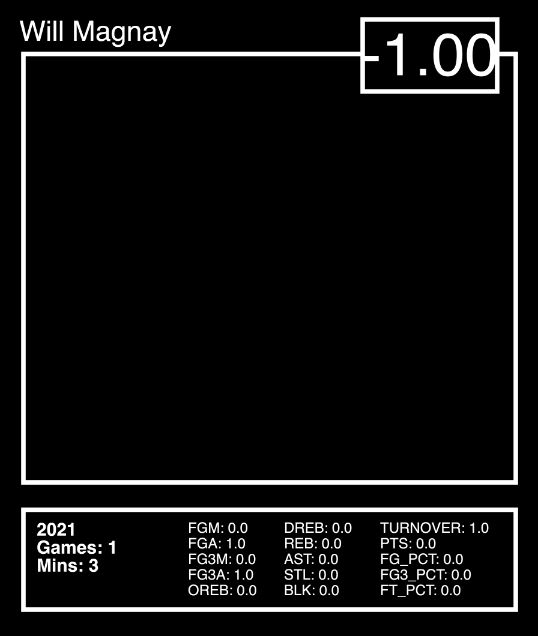 Will Magnay
-1.00
2021
Games: 1
Mins: 3
FGM: 0.0
FGA: 1.0
FG3M: 0.0
FG3A: 1.0
OREB: 0.0
DREB: 0.0
REB: 0.0
AST: 0.0
STL: 0.0
BLK: 0.0
TURNOVER: 1.0
PTS: 0.0
FG_PCT: 0.0
FG3_PCT: 0.0
FT_PCT: 0.0